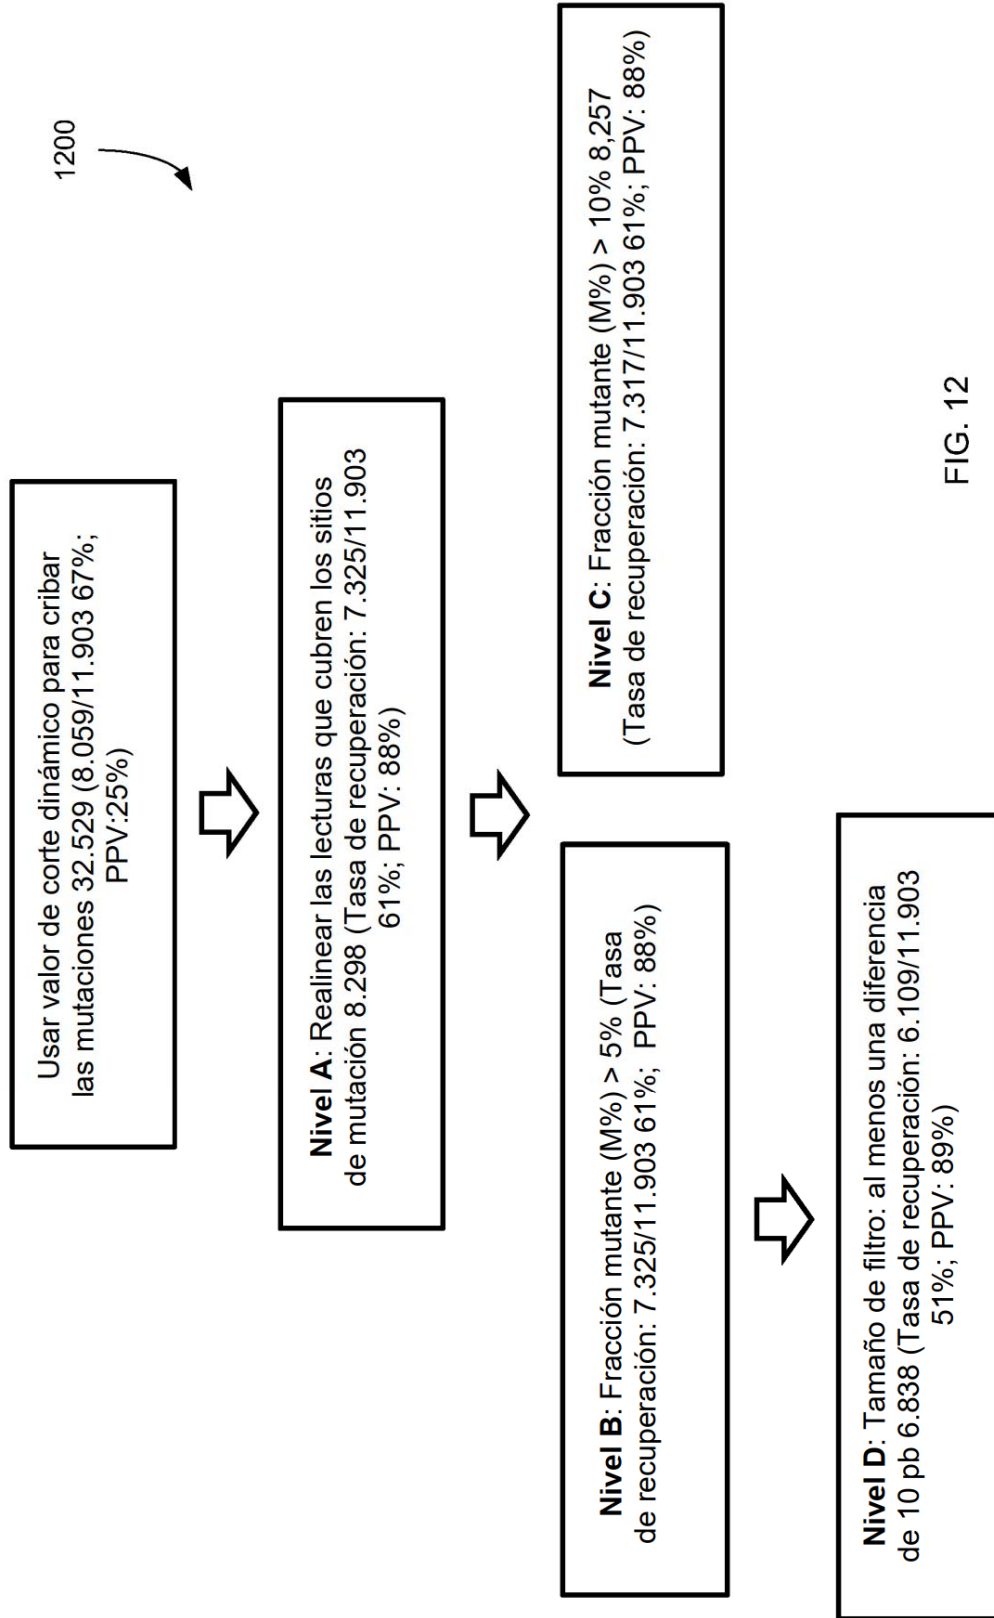 1200
Usar valor de corte dinámico para cribar
las mutaciones 32.529 (8.059/11.903 67%;
PPV:25%)
Nivel A: Realinear las lecturas que cubren los sitios
de mutación 8.298 (Tasa de recuperación: 7.325/11.903
61%; PPV: 88%)
Nivel B: Fracción mutante (M%) > 5% (Tasa
de recuperación: 7.325/11.903 61%; PPV: 88%)
Nivel C: Fracción mutante (M%) > 10% 8,257
(Tasa de recuperación: 7.317/11.903 61%; PPV: 88%)
Nivel D: Tamaño de filtro: al menos una diferencia
de 10 pb 6.838 (Tasa de recuperación: 6.109/11.903
51%; PPV: 89%)
FIG. 12